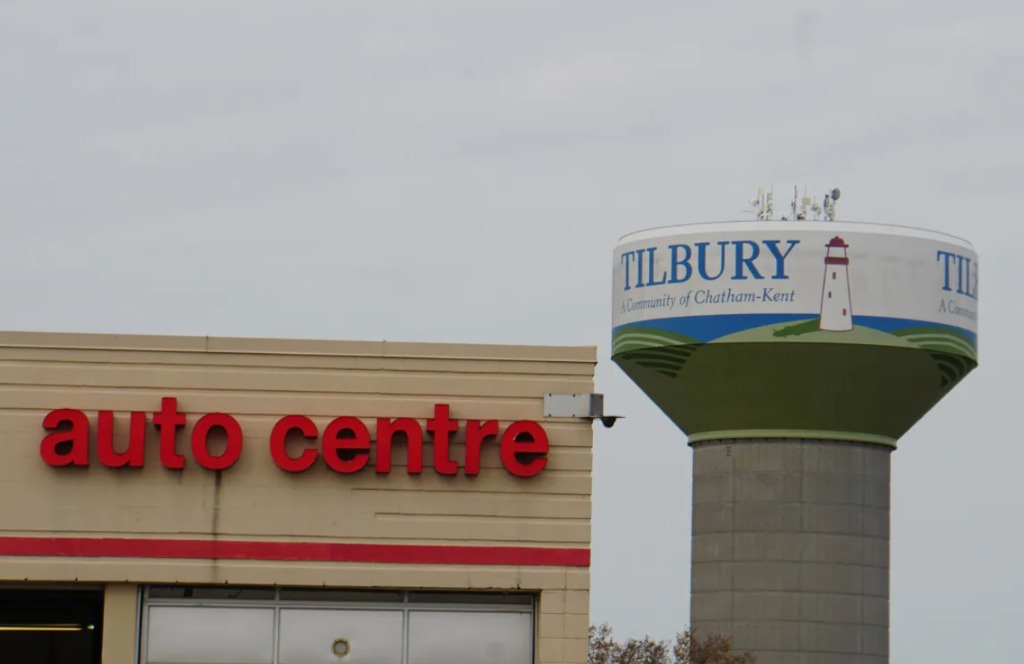 auto centre
TILBURY
A Community of Chatham-Kent